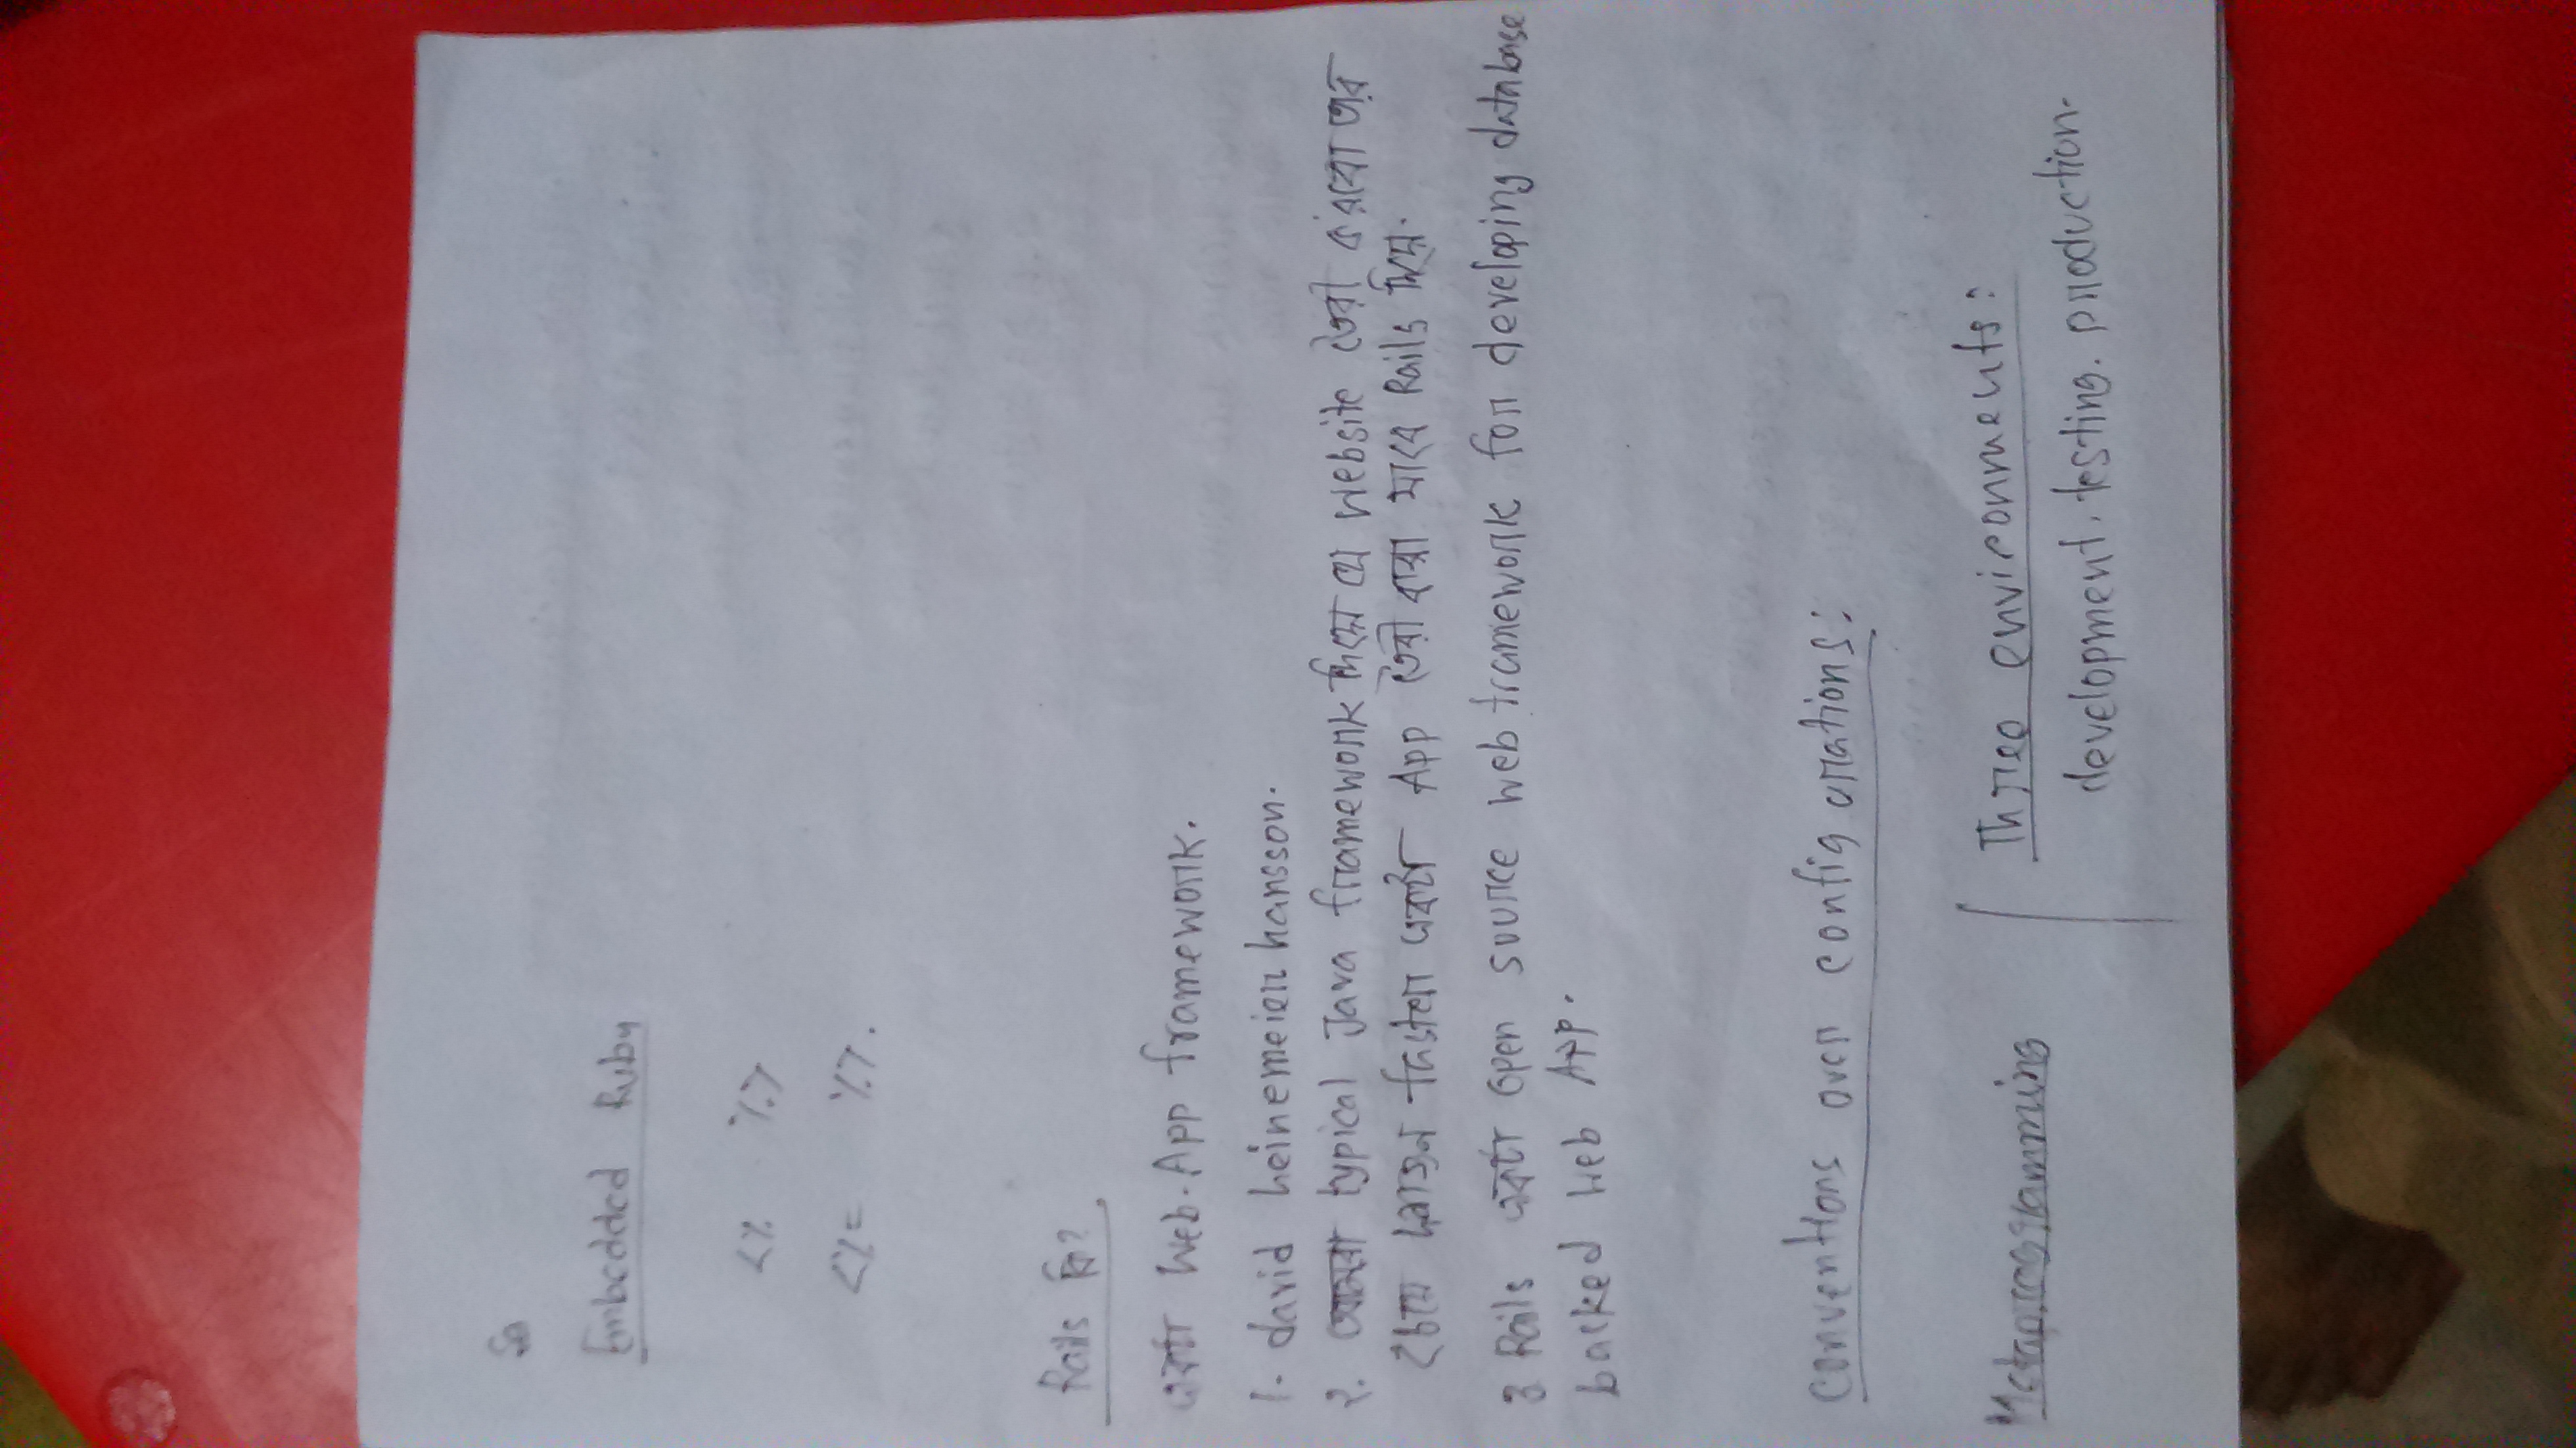 Embedded Ruby
<% %>
<%= %>.
Rails কি?
একটা Web. App framework.
1. david heinemeier hansson.
2. আমরা typical Java framework দিয়ে যে website তৈরী করবো তার
চেয়ে faster একটা App তৈরী করা যাবে Rails দিয়ে.
3. Rails একটা open source web framework for developing database
backed web App.
conventions over configurations:
Metaprogramming
Three environments:
development. testing. production.